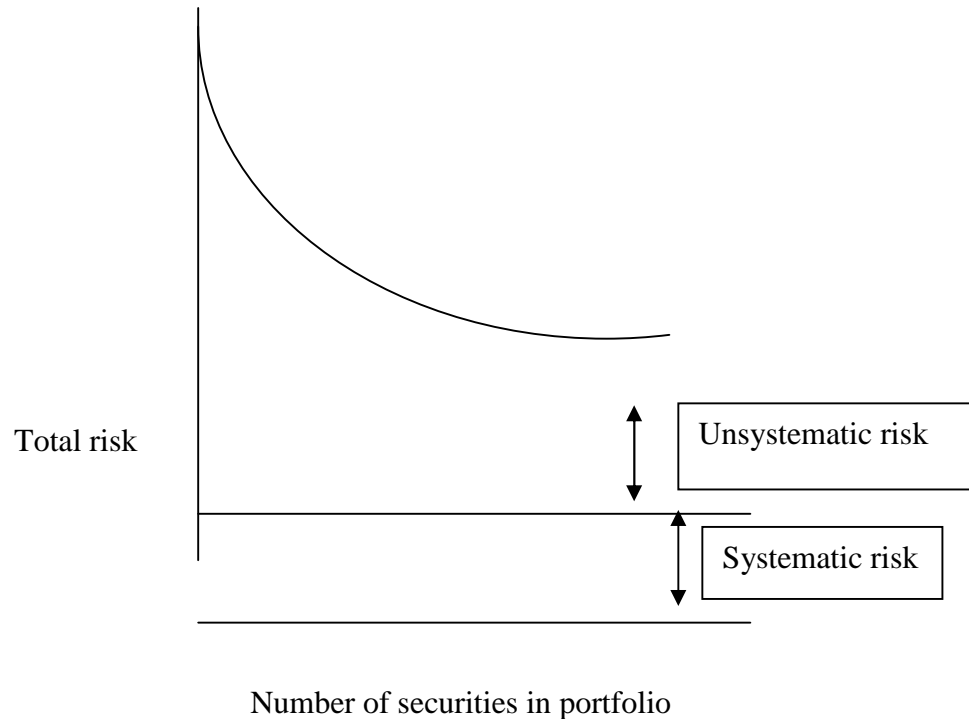 Total risk
Unsystematic risk
Systematic risk
Number of securities in portfolio